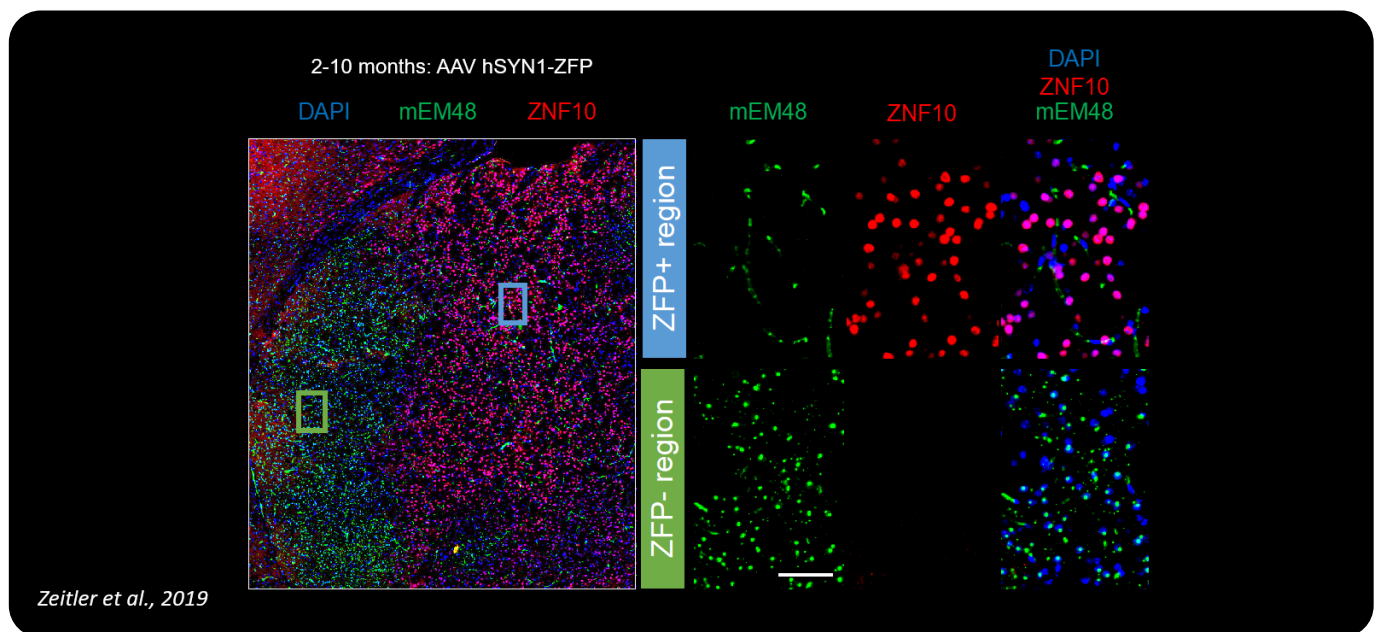 2-10 months: AAV hSYN1-ZFP
DAPI mEM48 ZNF10
mEM48
ZNF10
DAPI
ZNF10
mEM48
ZFP+ region
ZFP- region
Zeitler et al., 2019